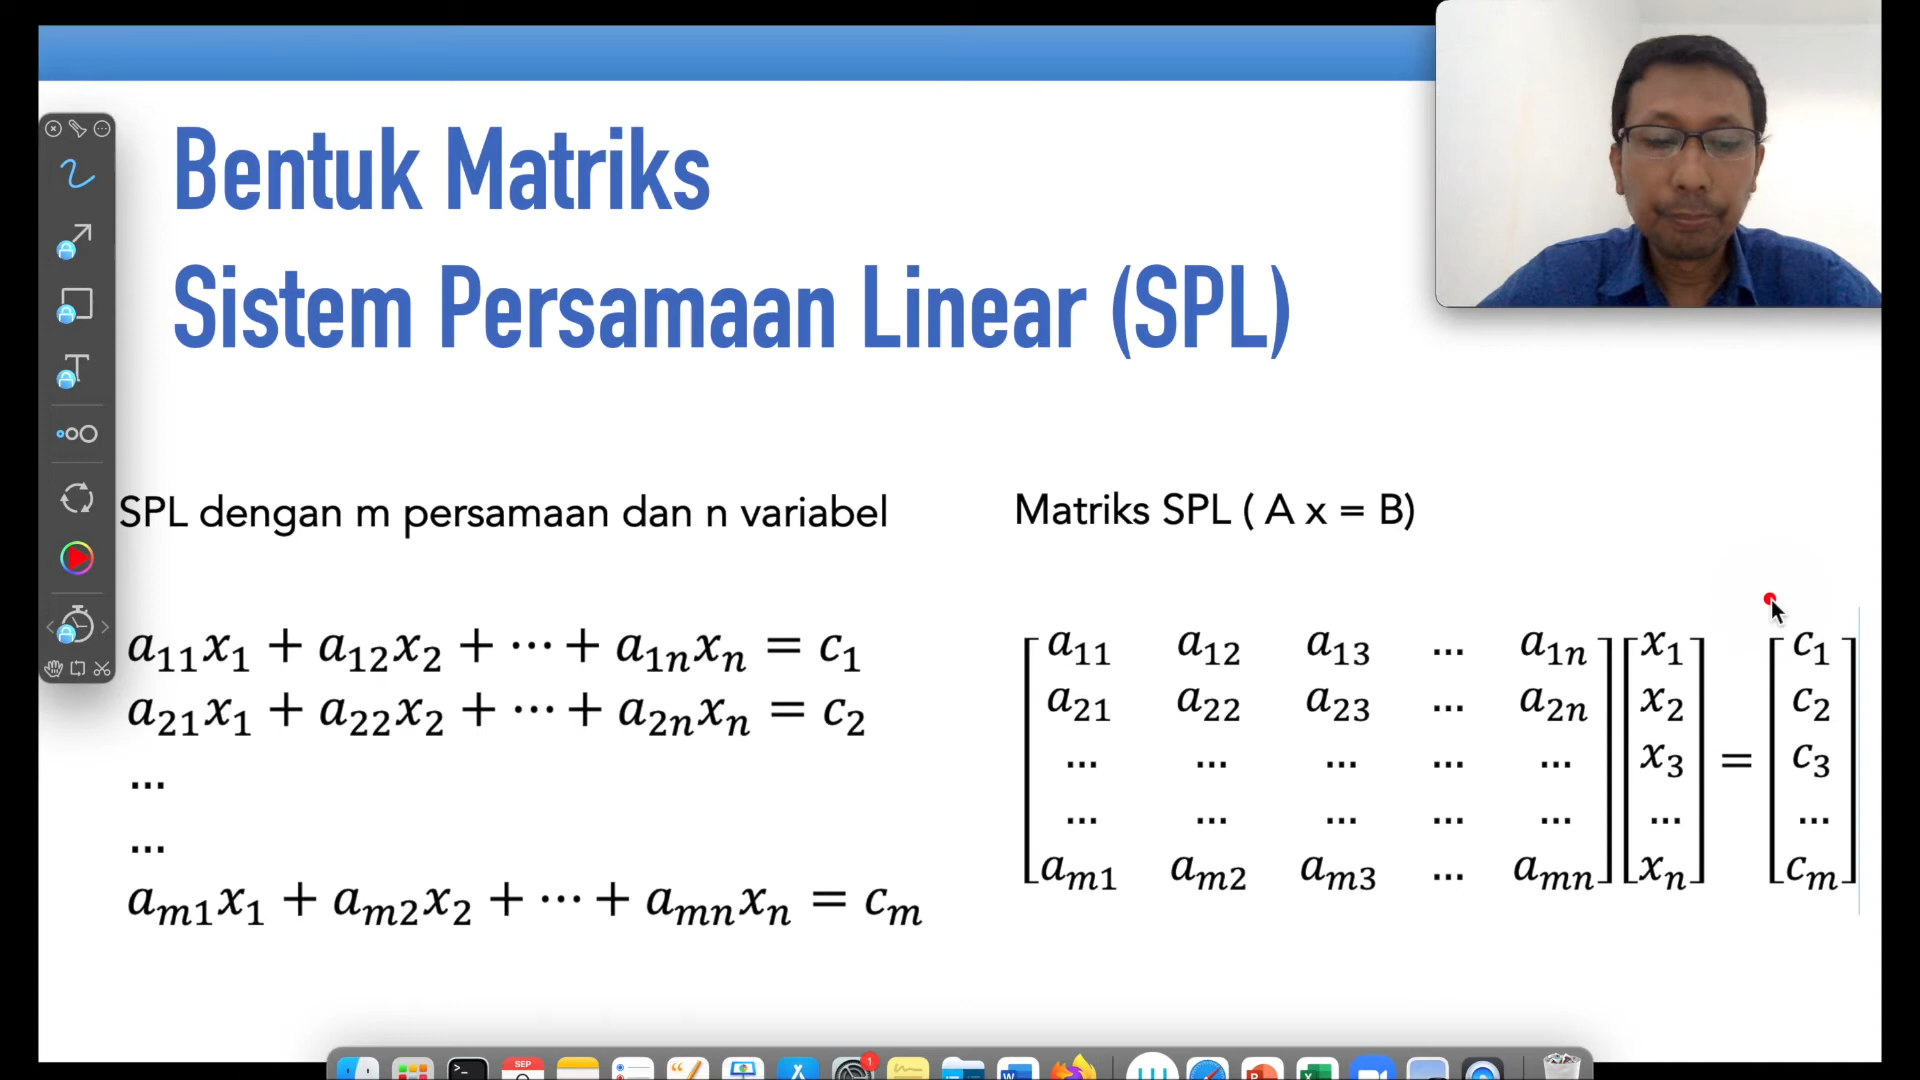 Bentuk Matriks
Sistem Persamaan Linear (SPL)
SPL dengan m persamaan dan n variabel
a₁₁x₁ + a₁₂x₂ + ⋯ + a₁ₙxₙ = c₁
a₂₁x₁ + a₂₂x₂ + ⋯ + a₂ₙxₙ = c₂
...
...
aₘ₁x₁ + aₘ₂x₂ + ⋯ + aₘₙxₙ = cₘ
Matriks SPL ( A x = B)
a₁₁ a₁₂ a₁₃ ... a₁ₙ x₁ c₁
a₂₁ a₂₂ a₂₃ ... a₂ₙ x₂ c₂
... ... ... ... ... x₃ = c₃
... ... ... ... ... ... ...
aₘ₁ aₘ₂ aₘ₃ ... aₘₙ xₙ cₘ
SEP
1